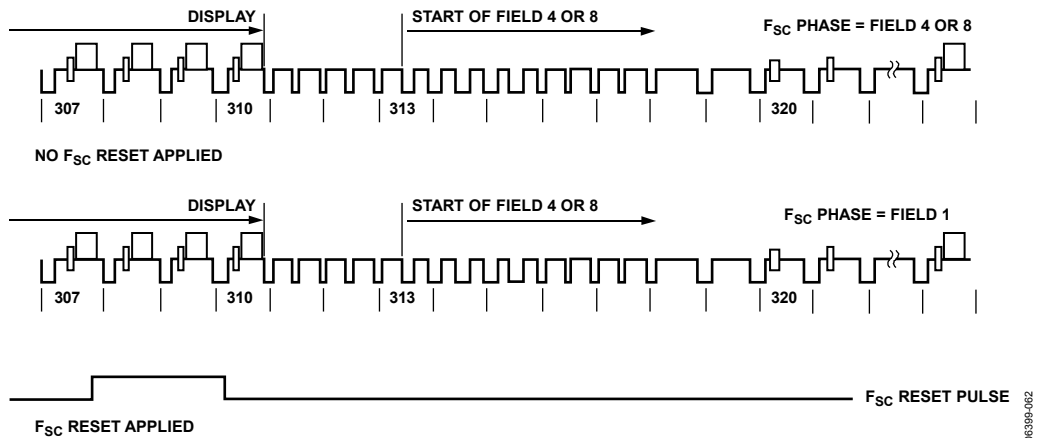 DISPLAY
START OF FIELD 4 OR 8
FSC PHASE = FIELD 4 OR 8
307
310
313
320
NO FSC RESET APPLIED
DISPLAY
START OF FIELD 4 OR 8
FSC PHASE = FIELD 1
307
310
313
320
FSC RESET PULSE
FSC RESET APPLIED
06399-062